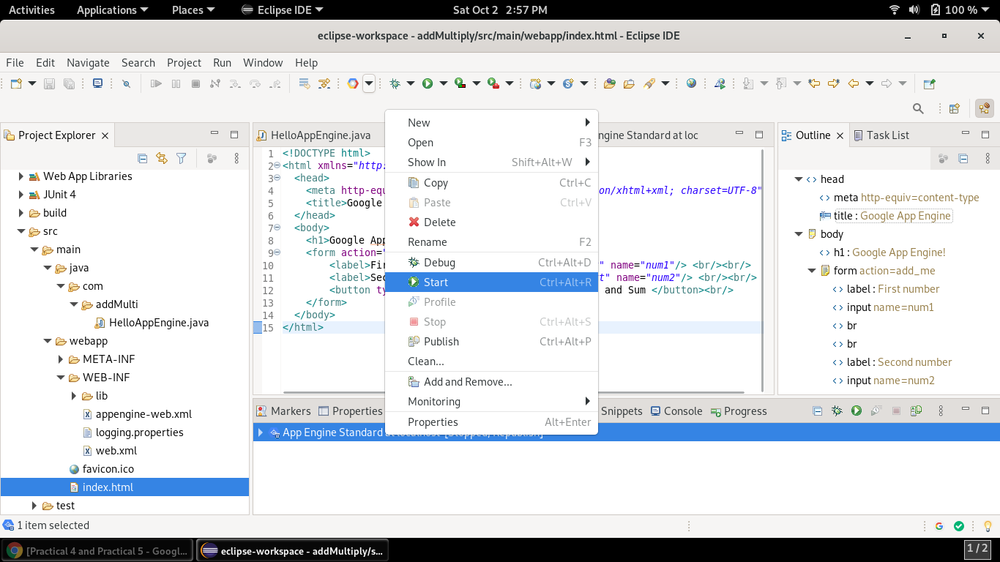 Activities Applications Places Eclipse IDE Sat Oct 2 2:57 PM 100 %
eclipse-workspace - addMultiply/src/main/webapp/index.html - Eclipse IDE
File Edit Navigate Search Project Run Window Help
Project Explorer
Web App Libraries
JUnit 4
build
src
main
java
com
addMulti
HelloAppEngine.java
webapp
META-INF
WEB-INF
lib
appengine-web.xml
logging.properties
web.xml
favicon.ico
index.html
test
HelloAppEngine.java ngine Standard at loc
1 <!DOCTYPE html>
2 <html xmlns="http:
3 <head>
4 <meta http-equ on/xhtml+xml; charset=UTF-8"
5 <title>Google
6 </head>
7 <body>
8 <h1>Google App
9 <form action="
10 <label>Fir " name="num1"/> <br/><br/>
11 <label>Sec t" name="num2"/> <br/><br/>
12 <button ty and Sum </button><br/>
13 </form>
14 </body>
15 </html>
New
Open F3
Show In Shift+Alt+W
Copy Ctrl+C
Paste Ctrl+V
Delete
Rename F2
Debug Ctrl+Alt+D
Start Ctrl+Alt+R
Profile
Stop Ctrl+Alt+S
Publish Ctrl+Alt+P
Clean...
Add and Remove...
Monitoring
Properties Alt+Enter
Outline Task List
head
meta http-equiv=content-type
title : Google App Engine
body
h1 : Google App Engine!
form action=add_me
label : First number
input name=num1
br
br
label : Second number
input name=num2
Markers Properties Snippets Console Progress
App Engine Standard at localhost [Stopped, Republish]
1 item selected
[Practical 4 and Practical 5 - Googl... eclipse-workspace - addMultiply/s... 1 / 2